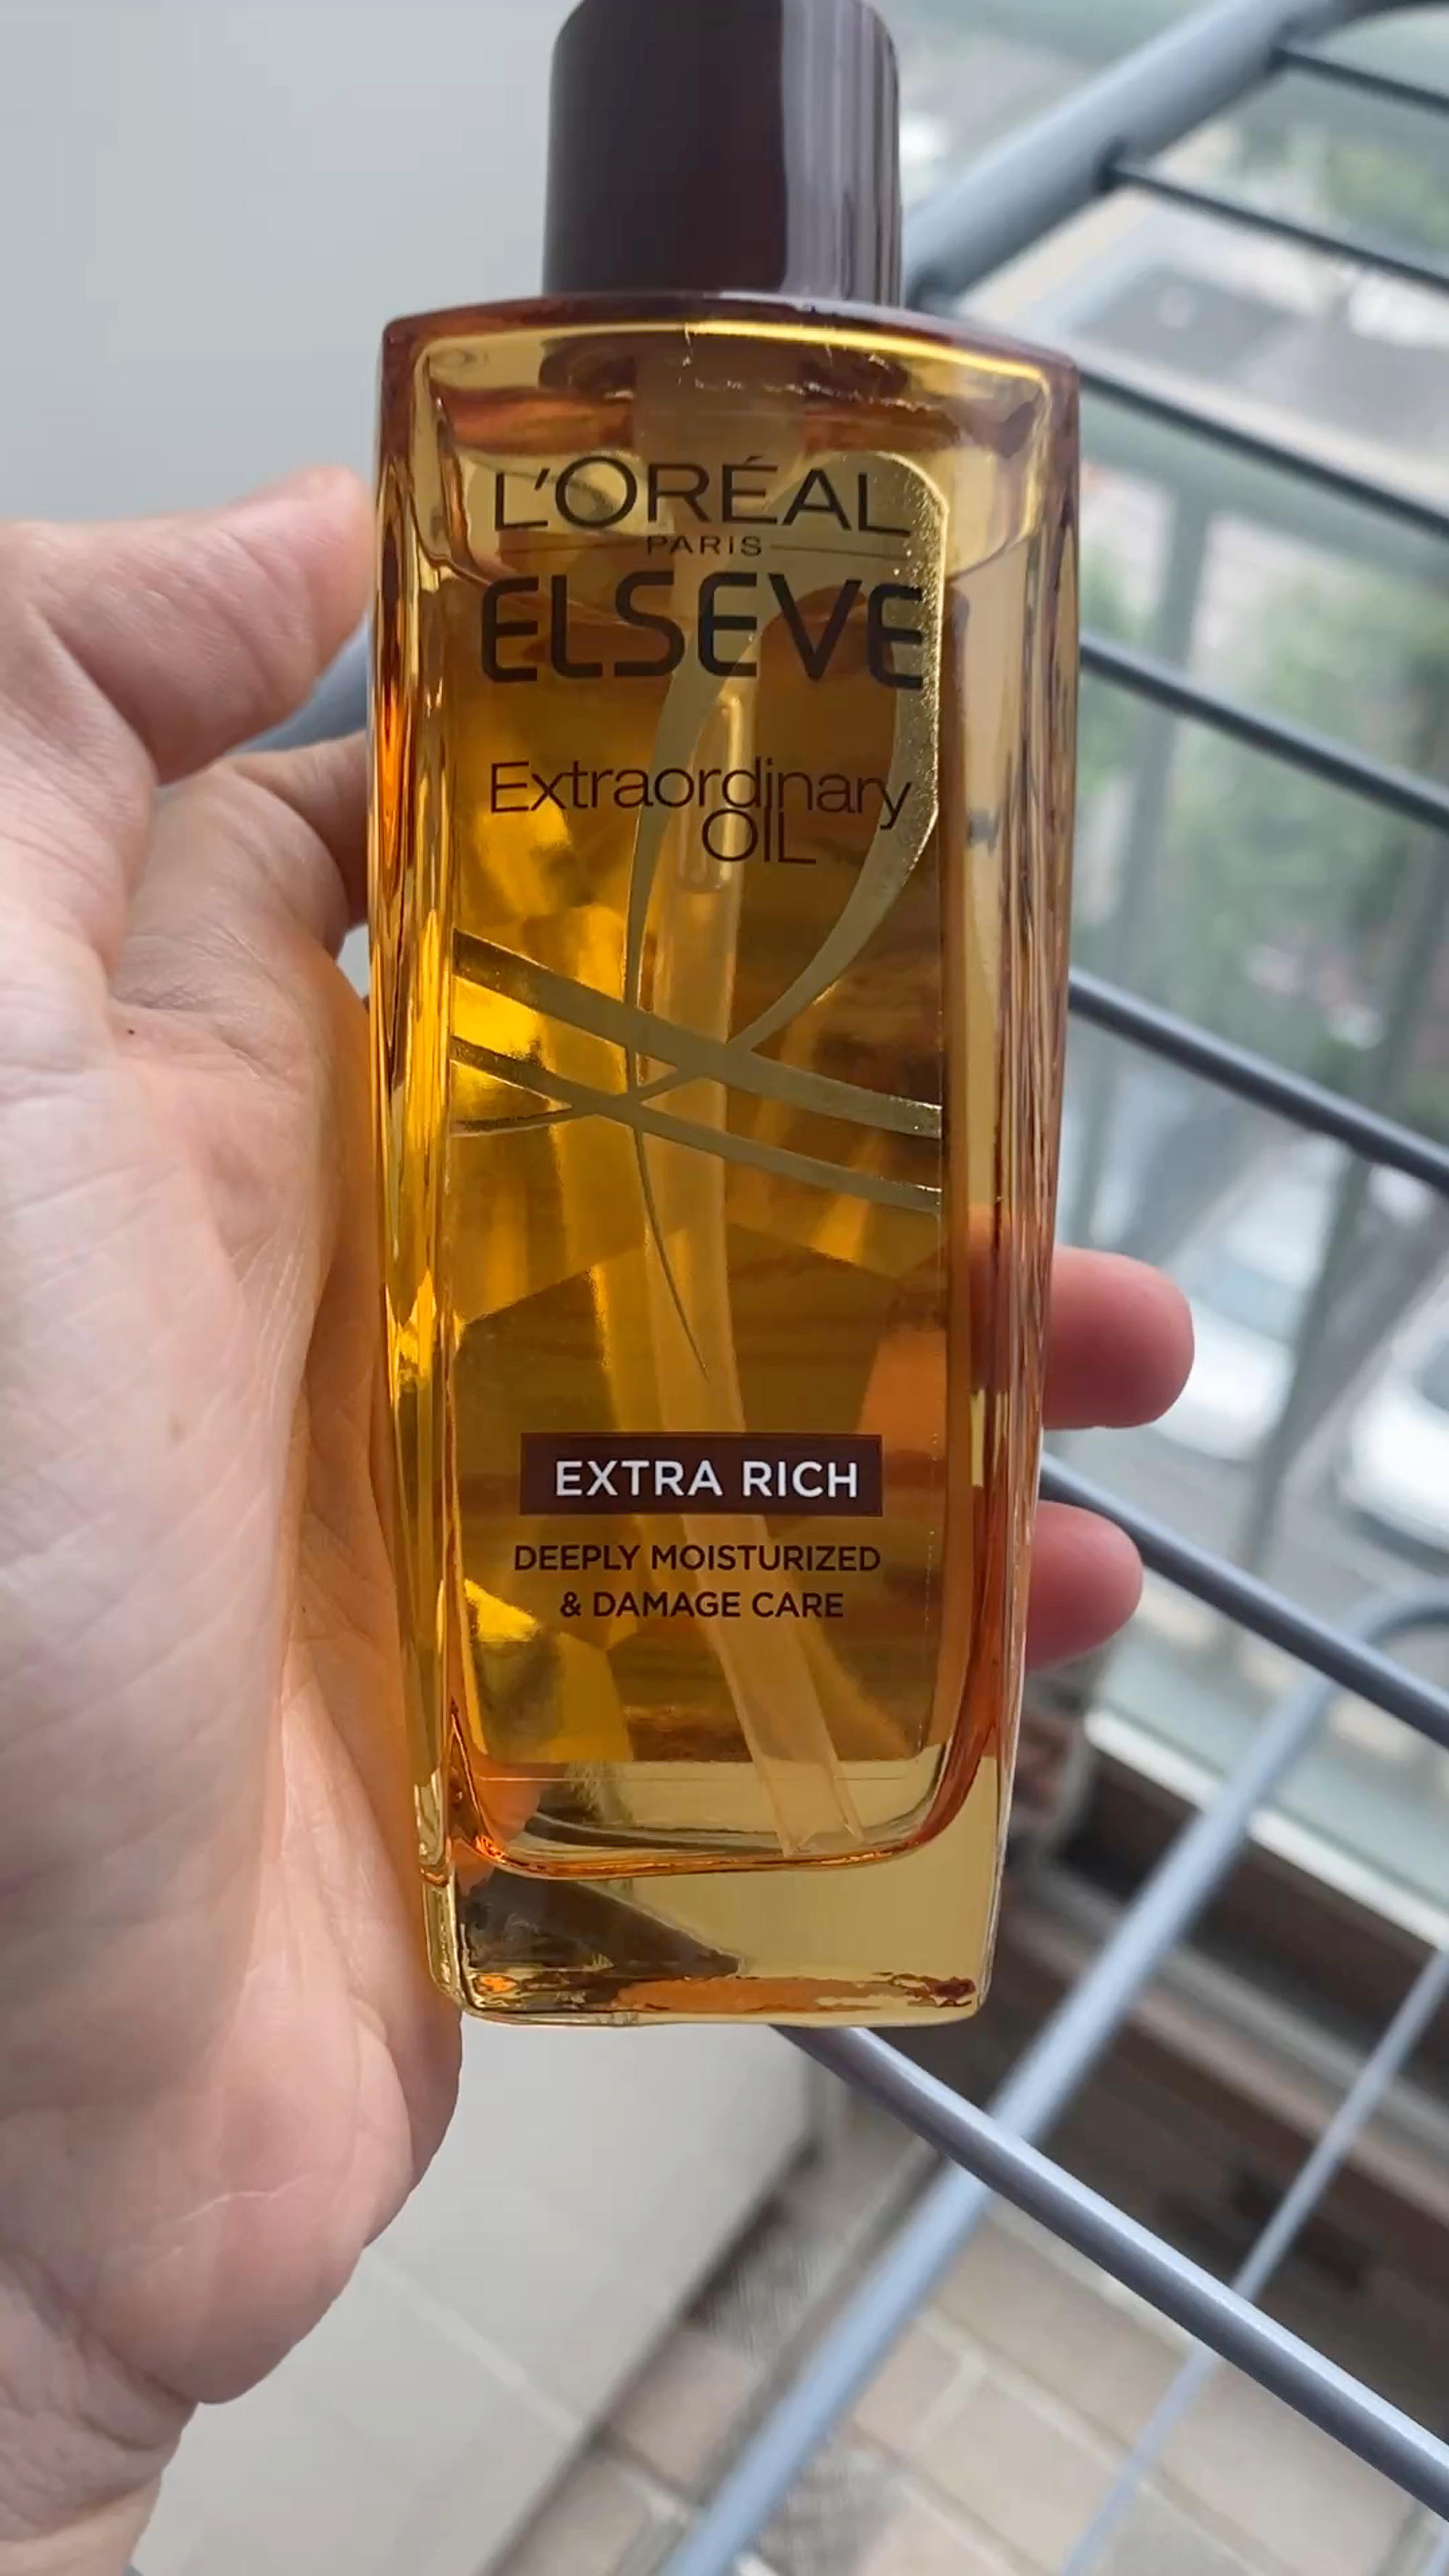 L'ORÉAL
PARIS
ELSEVE
Extraordinary
OIL
EXTRA RICH
DEEPLY MOISTURIZED
& DAMAGE CARE